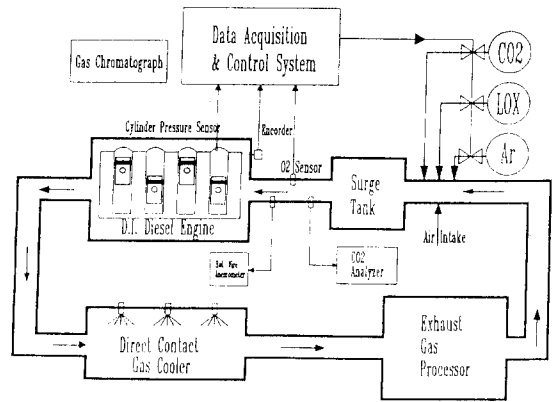 Data Acquisition
& Control System
Gas Chromatograph
CO2
LOX
Ar
Cylinder Pressure Sensor
Encorder
O2 Sensor
Surge
Tank
D.I. Diesel Engine
Air Intake
CO2
Analyzer
Direct Contact
Gas Cooler
Exhaust
Gas
Processor